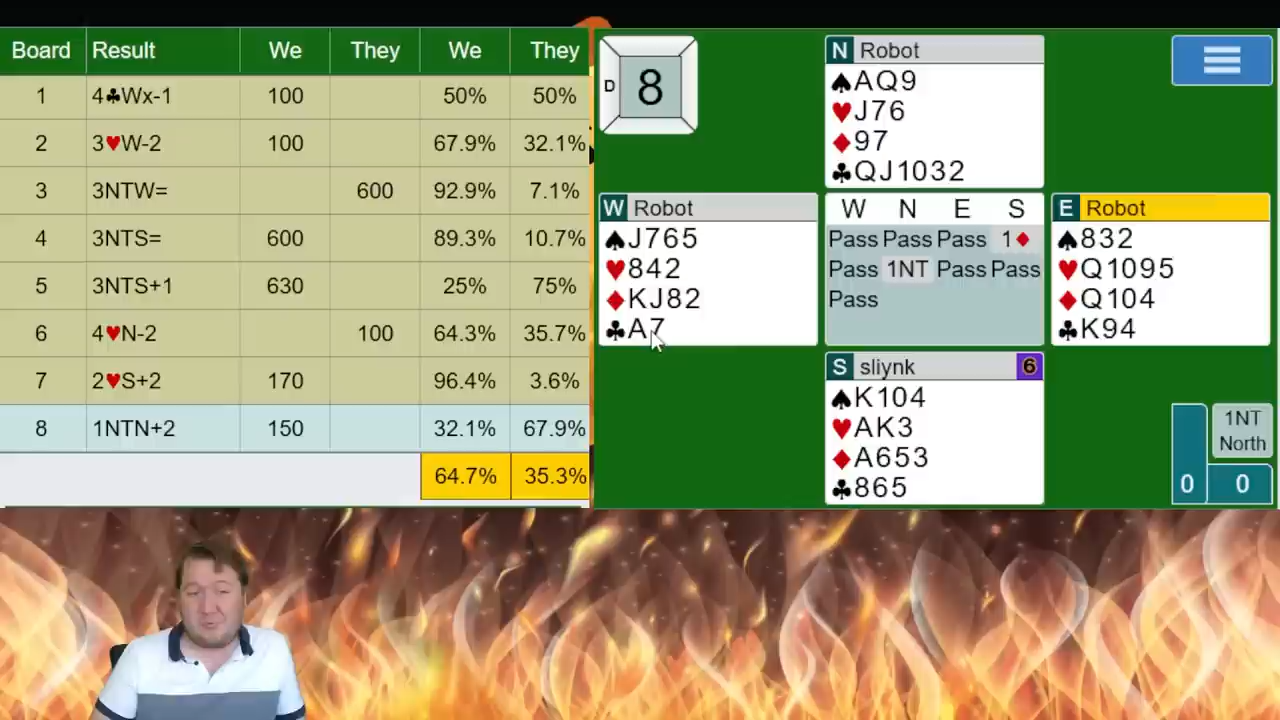 Board Result We They We They
1 4♣Wx-1 100 50% 50%
2 3♥W-2 100 67.9% 32.1%
3 3NTW= 600 92.9% 7.1%
4 3NTS= 600 89.3% 10.7%
5 3NTS+1 630 25% 75%
6 4♥N-2 100 64.3% 35.7%
7 2♥S+2 170 96.4% 3.6%
8 1NTN+2 150 32.1% 67.9%
64.7% 35.3%
D 8
N Robot
♠AQ9
♥J76
♦97
♣QJ1032
W Robot
♠J765
♥842
♦KJ82
♣A7
W N E S
Pass Pass Pass 1♦
Pass 1NT Pass Pass
Pass
E Robot
♠832
♥Q1095
♦Q104
♣K94
S sliynk 6
♠K104
♥AK3
♦A653
♣865
1NT
North
0 0